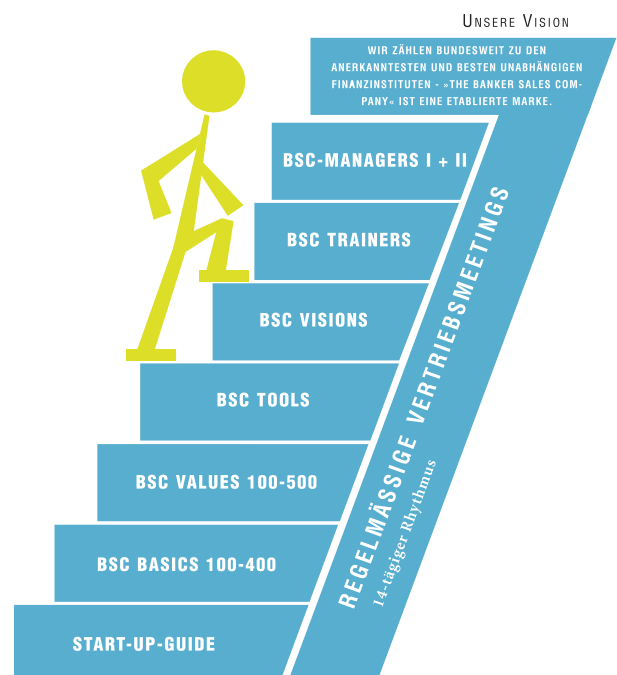 Unsere Vision
WIR ZÄHLEN BUNDESWEIT ZU DEN
ANERKANNTESTEN UND BESTEN UNABHÄNGIGEN
FINANZINSTITUTEN - »THE BANKER SALES COM-
PANY« IST EINE ETABLIERTE MARKE.
BSC-MANAGERS I + II
BSC TRAINERS
BSC VISIONS
BSC TOOLS
BSC VALUES 100-500
BSC BASICS 100-400
START-UP-GUIDE
REGELMÄSSIGE VERTRIEBSMEETINGS
14-tägiger Rhythmus